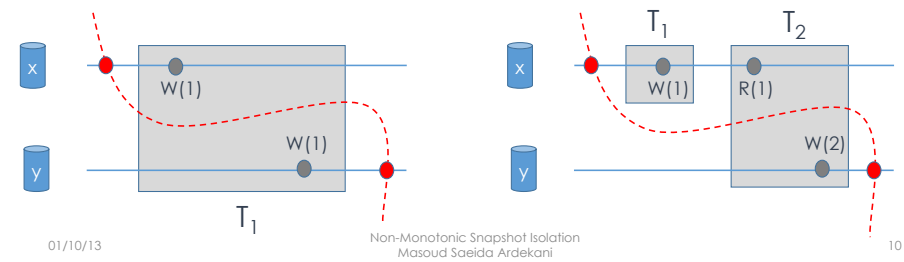 T1
T2
x
W(1)
x
W(1)
R(1)
y
W(1)
y
W(2)
T1
01/10/13
Non-Monotonic Snapshot Isolation
Masoud Saeida Ardekani
10